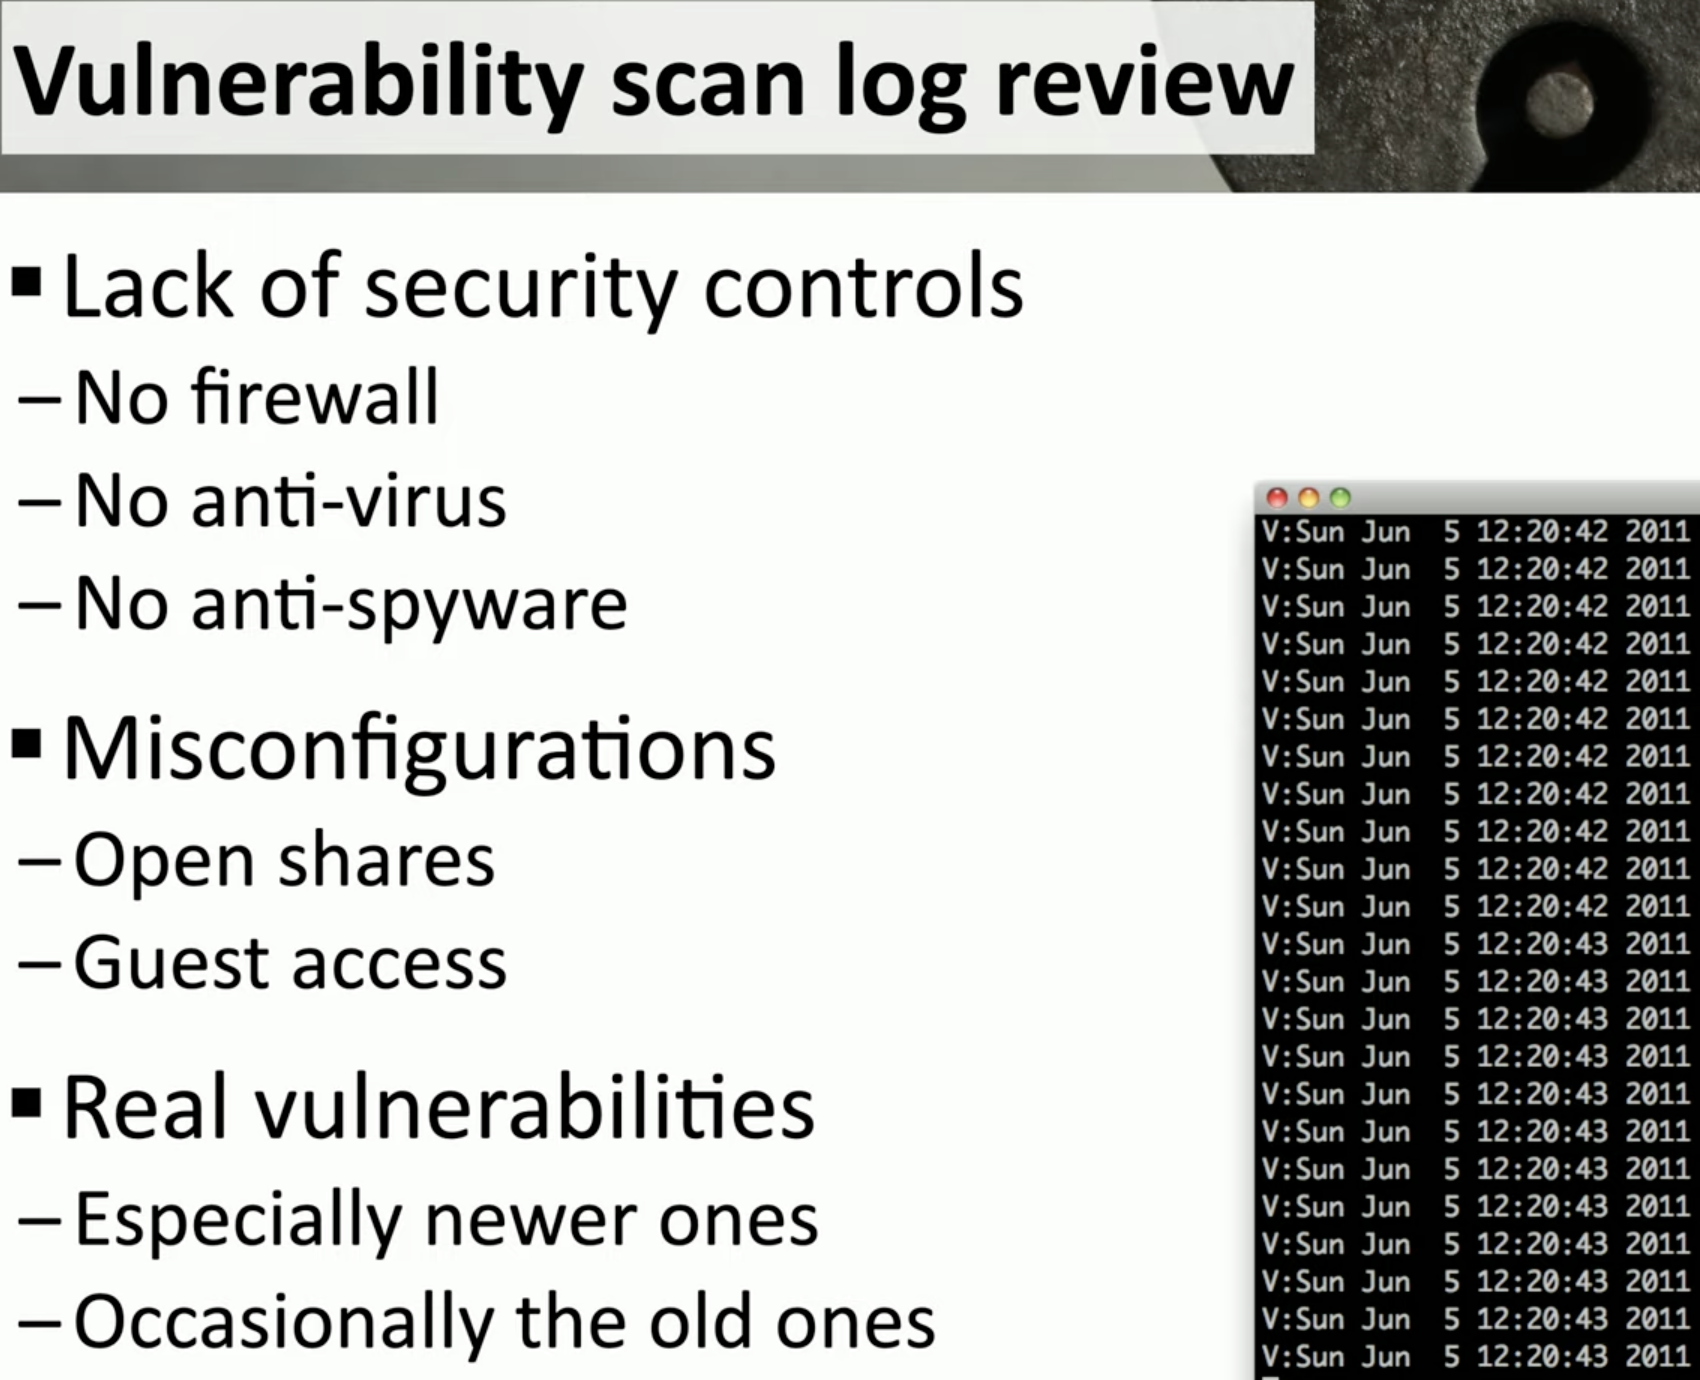 Vulnerability scan log review
▪ Lack of security controls
– No firewall
– No anti-virus
– No anti-spyware
▪ Misconfigurations
– Open shares
– Guest access
▪ Real vulnerabilities
– Especially newer ones
– Occasionally the old ones
V:Sun Jun  5 12:20:42 2011
V:Sun Jun  5 12:20:42 2011
V:Sun Jun  5 12:20:42 2011
V:Sun Jun  5 12:20:42 2011
V:Sun Jun  5 12:20:42 2011
V:Sun Jun  5 12:20:42 2011
V:Sun Jun  5 12:20:42 2011
V:Sun Jun  5 12:20:42 2011
V:Sun Jun  5 12:20:42 2011
V:Sun Jun  5 12:20:42 2011
V:Sun Jun  5 12:20:42 2011
V:Sun Jun  5 12:20:43 2011
V:Sun Jun  5 12:20:43 2011
V:Sun Jun  5 12:20:43 2011
V:Sun Jun  5 12:20:43 2011
V:Sun Jun  5 12:20:43 2011
V:Sun Jun  5 12:20:43 2011
V:Sun Jun  5 12:20:43 2011
V:Sun Jun  5 12:20:43 2011
V:Sun Jun  5 12:20:43 2011
V:Sun Jun  5 12:20:43 2011
V:Sun Jun  5 12:20:43 2011
V:Sun Jun  5 12:20:43 2011